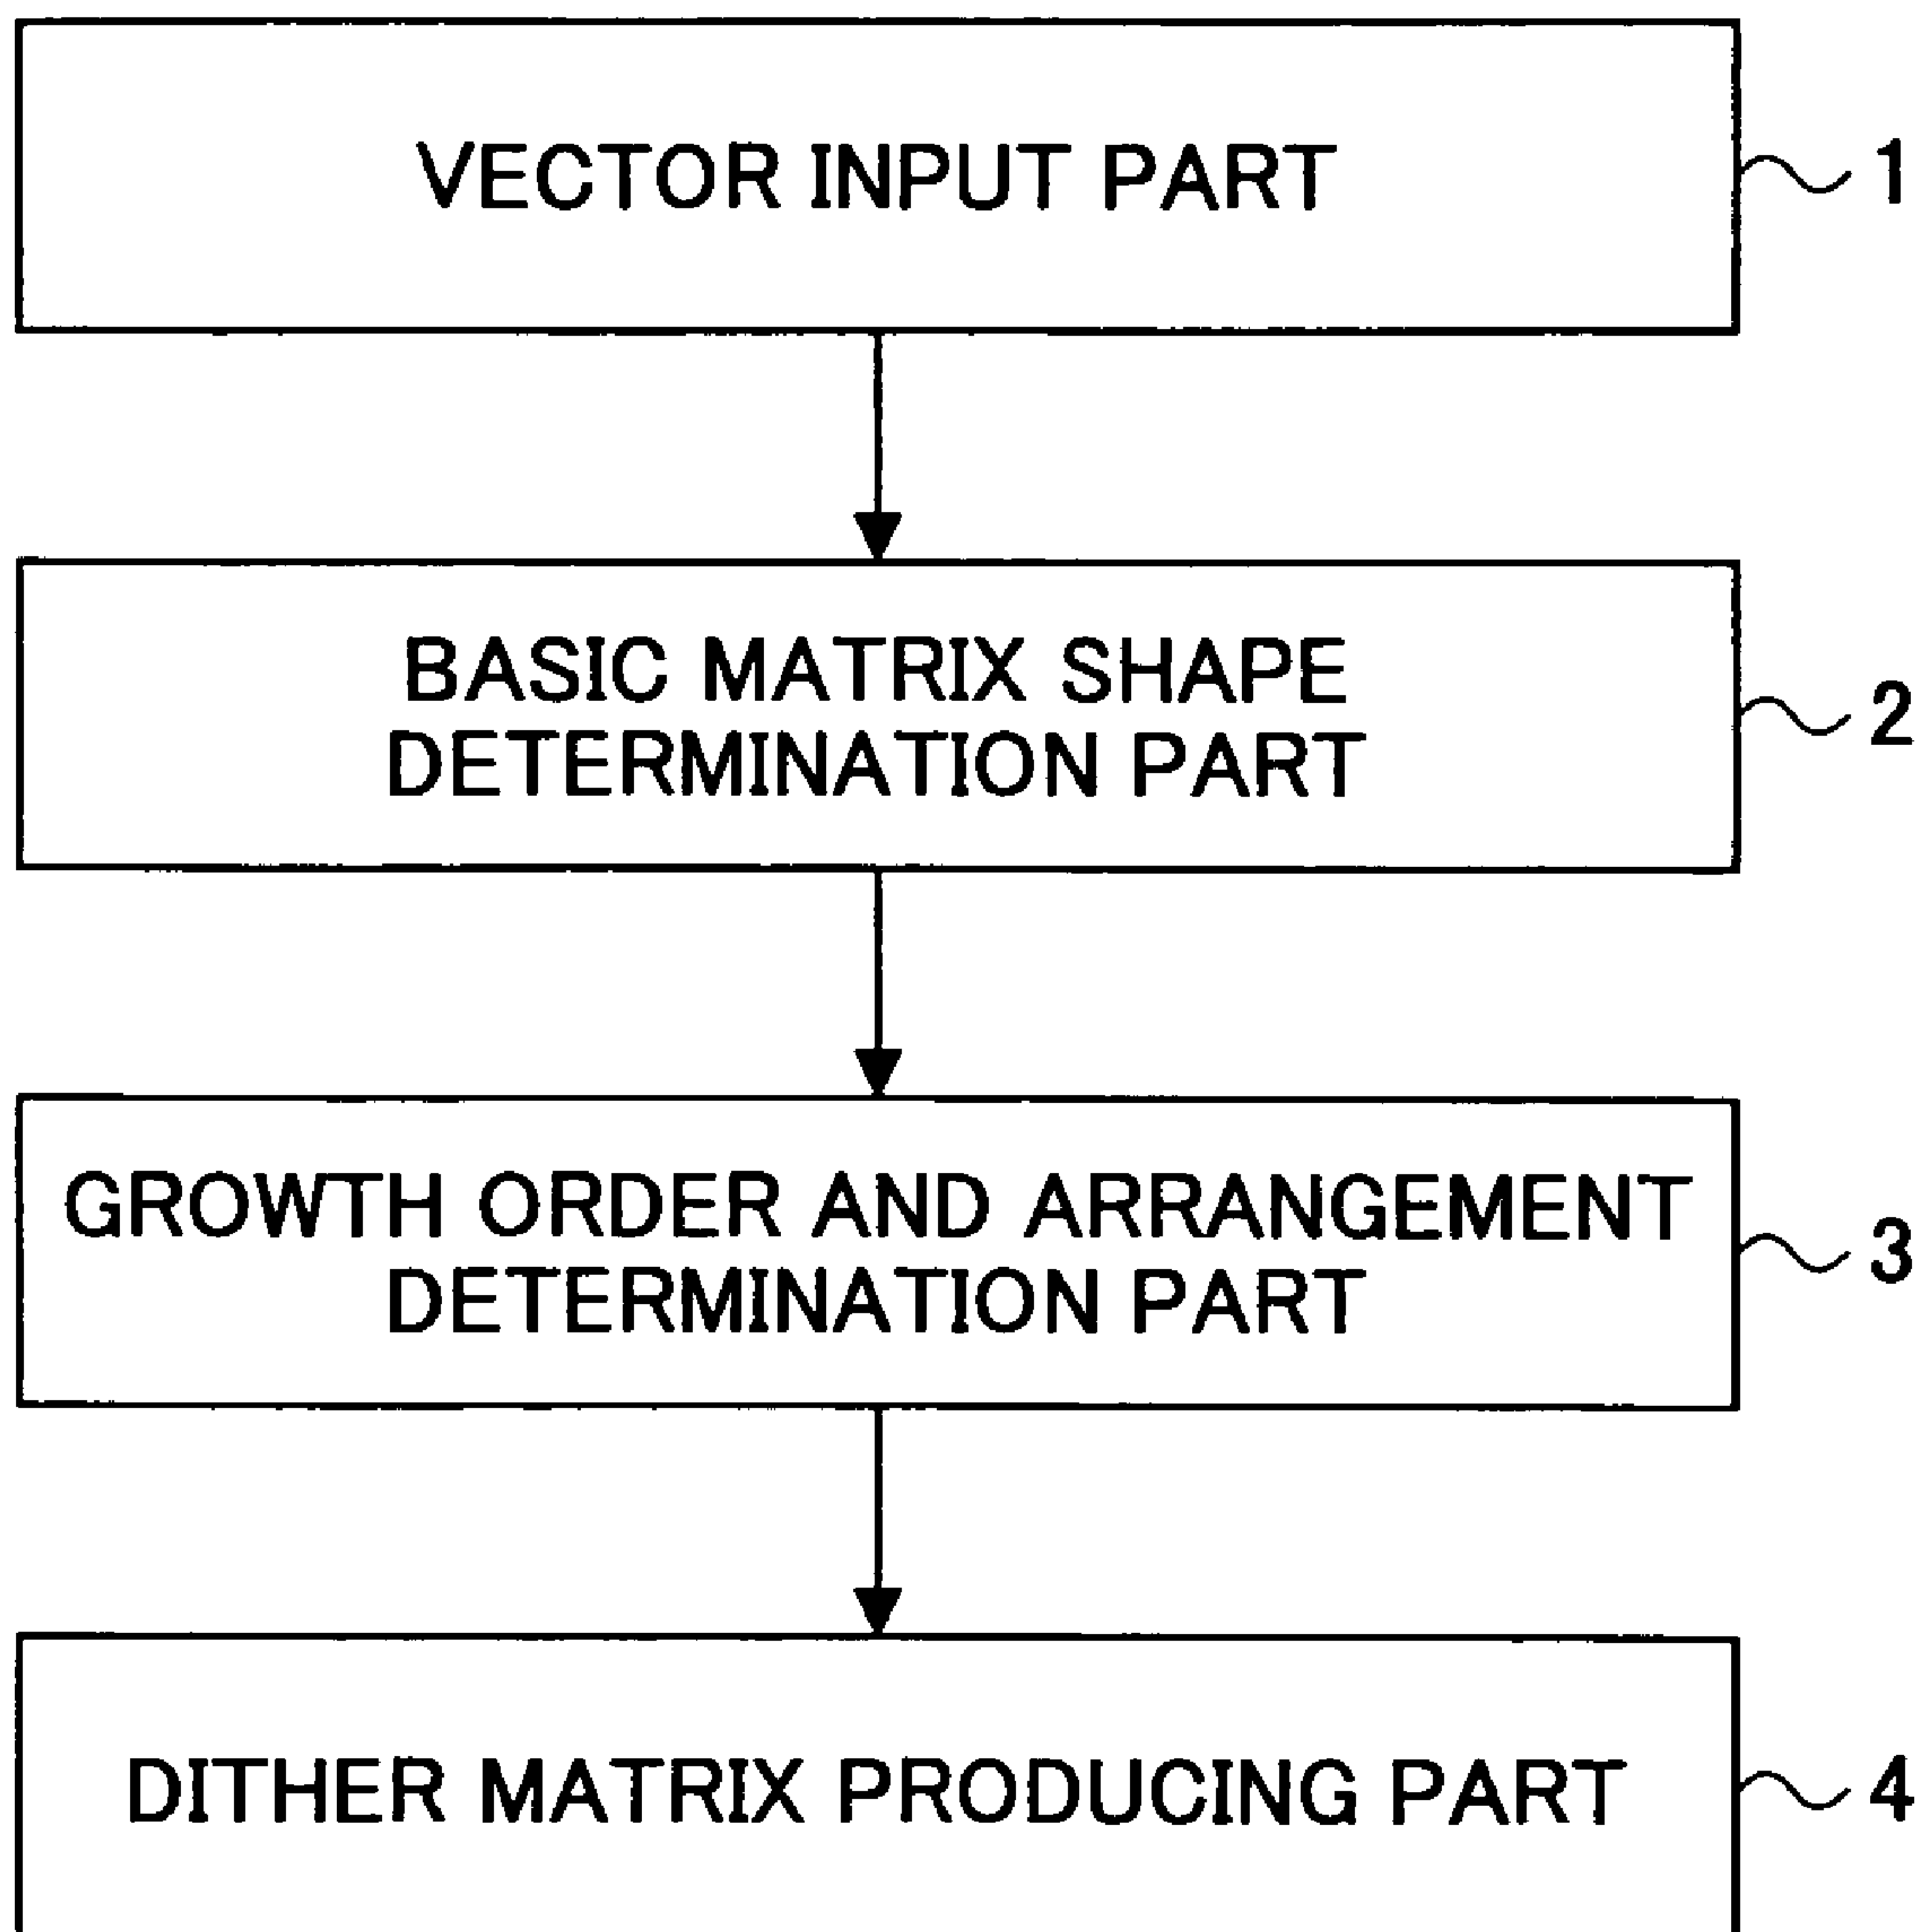 VECTOR INPUT PART
1
BASIC MATRIX SHAPE
DETERMINATION PART
2
GROWTH ORDER AND ARRANGEMENT
DETERMINATION PART
3
DITHER MATRIX PRODUCING PART
4